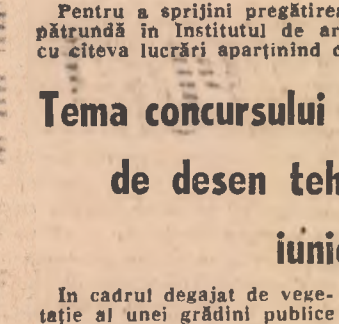 Pentru a sprijini pregătirea
pătrundă în Institutul de ar
cu cîteva lucrări aparținînd
Tema concursului
de desen teh
iunie
In cadrul degajat de vege-
tație al unei grădini publice